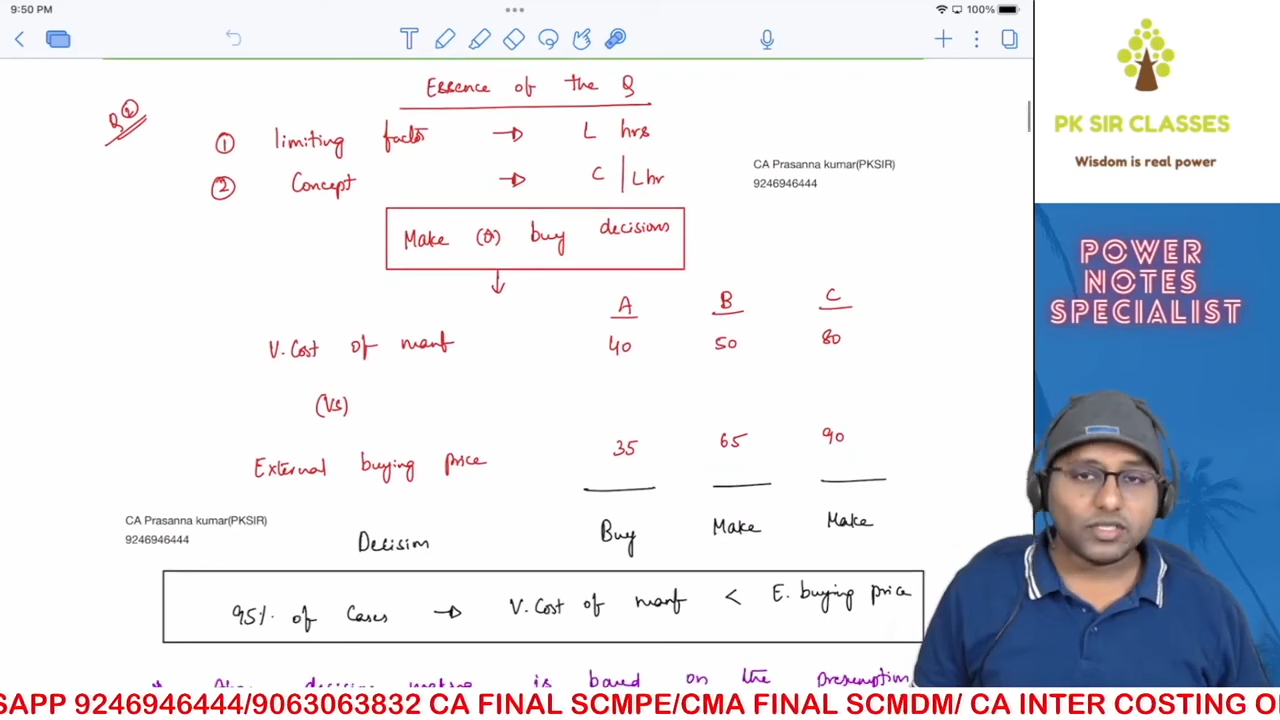 9:50 PM
100%
Essence of the Q
Q2
① limiting factor → L hrs
② Concept → C | Lhr
CA Prasanna kumar(PKSIR)
9246946444
Make (or) buy decisions
A B C
V.Cost of manf 40 50 80
(Vs)
External buying price 35 65 90
CA Prasanna kumar(PKSIR)
9246946444
Decision Buy Make Make
95% of Cases → V.Cost of manf < E. buying price
is based on the presumption
PK SIR CLASSES
Wisdom is real power
POWER
NOTES
SPECIALIST
SAPP 9246946444/9063063832 CA FINAL SCMPE/CMA FINAL SCMDM/ CA INTER COSTING O